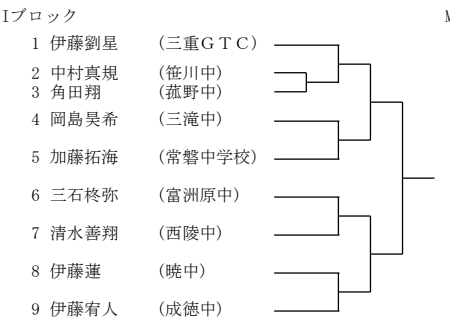 Iブロック
1 伊藤劉星 (三重GTC)
2 中村真規 (笹川中)
3 角田翔 (菰野中)
4 岡島昊希 (三滝中)
5 加藤拓海 (常磐中学校)
6 三石柊弥 (富洲原中)
7 清水善翔 (西陵中)
8 伊藤蓮 (暁中)
9 伊藤宥人 (成徳中)